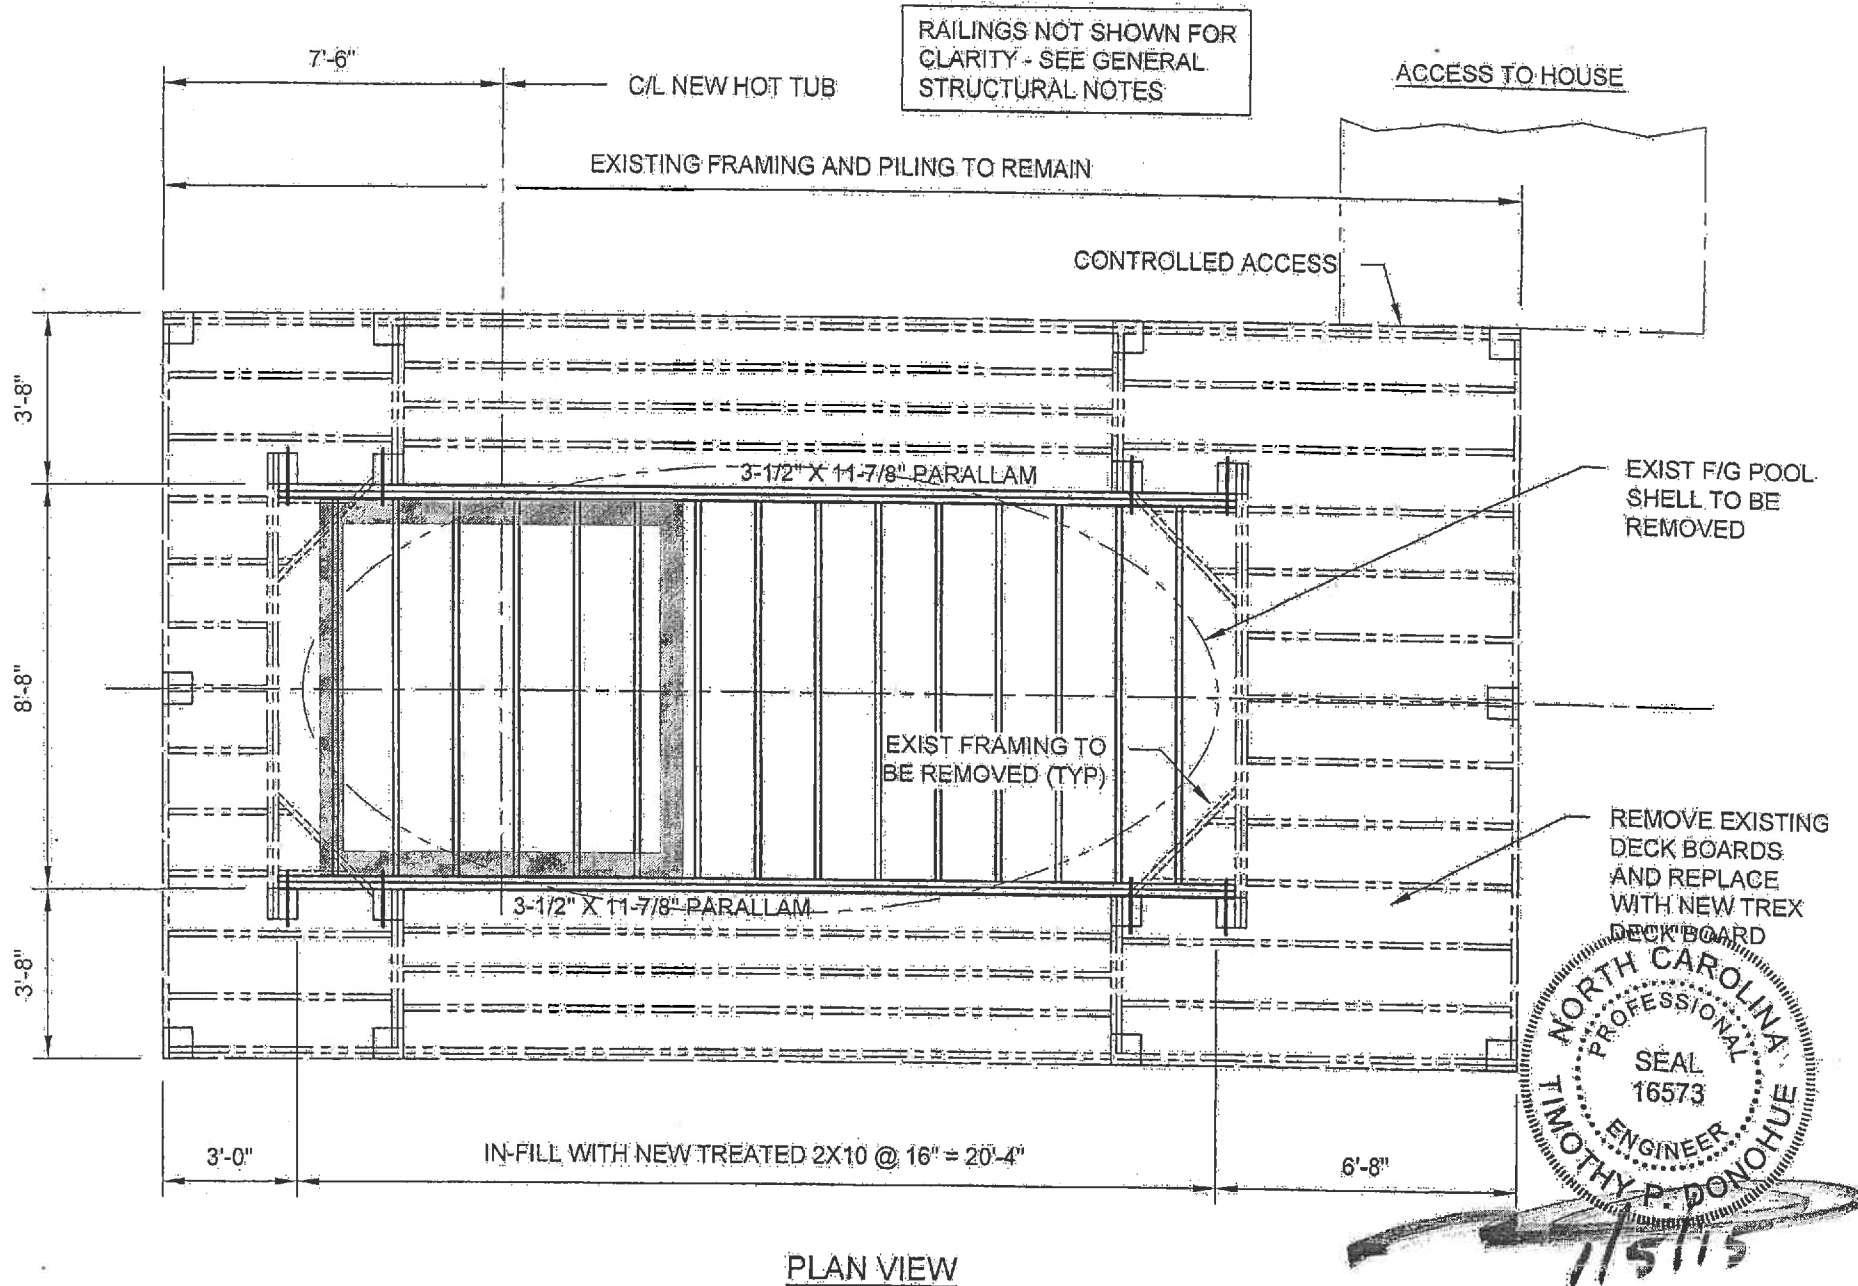 RAILINGS NOT SHOWN FOR
CLARITY - SEE GENERAL
STRUCTURAL NOTES
ACCESS TO HOUSE
7'-6"
C/L NEW HOT TUB
EXISTING FRAMING AND PILING TO REMAIN
CONTROLLED ACCESS
3'-8"
8'-8"
3'-8"
3-1/2" X 11-7/8" PARALLAM
EXIST F/G POOL
SHELL TO BE
REMOVED
EXIST FRAMING TO
BE REMOVED (TYP)
3-1/2" X 11-7/8" PARALLAM
REMOVE EXISTING
DECK BOARDS
AND REPLACE
WITH NEW TREX
DECK BOARD
NORTH CAROLINA
PROFESSIONAL
SEAL
16573
ENGINEER
TIMOTHY P. DONOHUE
1/5/15
3'-0"
IN-FILL WITH NEW TREATED 2X10 @ 16" = 20'-4"
6'-8"
PLAN VIEW